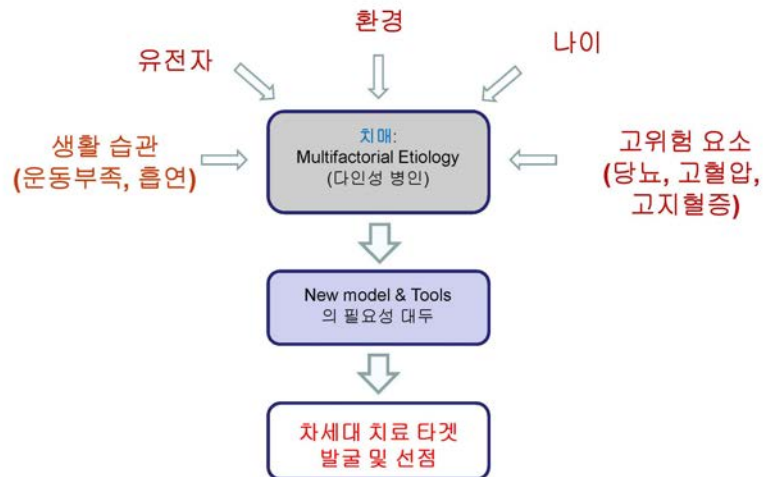 환경
나이
유전자
치매:
Multifactorial Etiology
(다인성 병인)
생활 습관
(운동부족, 흡연)
고위험 요소
(당뇨, 고혈압,
고지혈증)
New model & Tools
의 필요성 대두
차세대 치료 타겟
발굴 및 선점